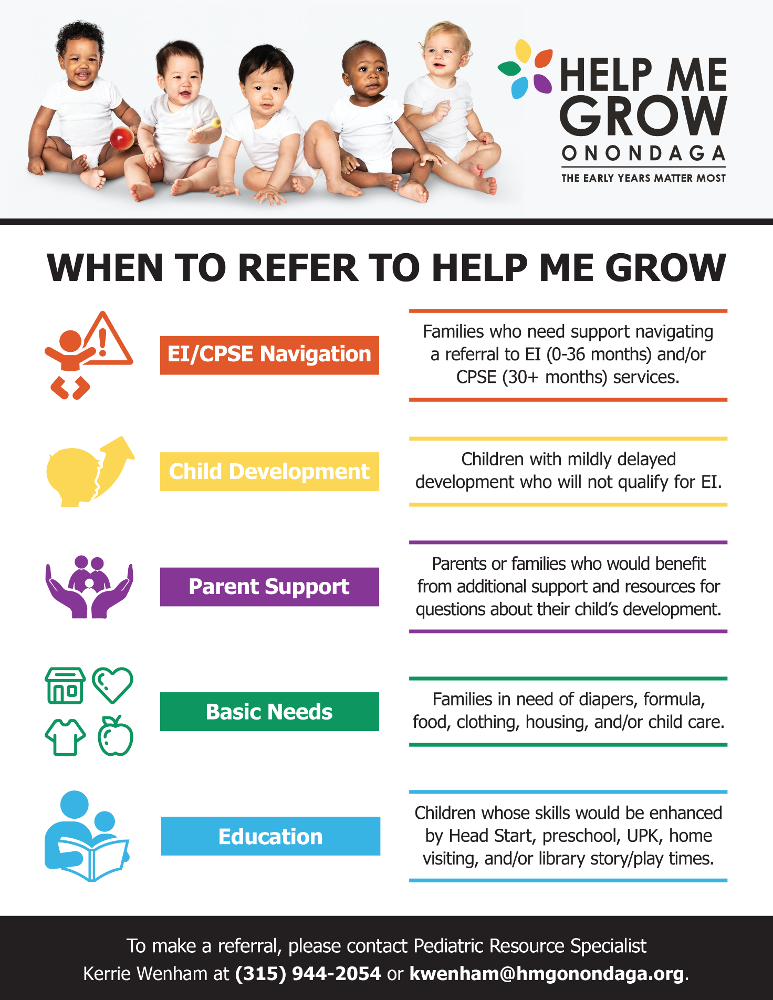 HELP ME
GROW
ONONDAGA
THE EARLY YEARS MATTER MOST
WHEN TO REFER TO HELP ME GROW
EI/CPSE Navigation
Families who need support navigating
a referral to EI (0-36 months) and/or
CPSE (30+ months) services.
Child Development
Children with mildly delayed
development who will not qualify for EI.
Parent Support
Parents or families who would benefit
from additional support and resources for
questions about their child’s development.
Basic Needs
Families in need of diapers, formula,
food, clothing, housing, and/or child care.
Education
Children whose skills would be enhanced
by Head Start, preschool, UPK, home
visiting, and/or library story/play times.
To make a referral, please contact Pediatric Resource Specialist
Kerrie Wenham at (315) 944-2054 or kwenham@hmgonondaga.org.